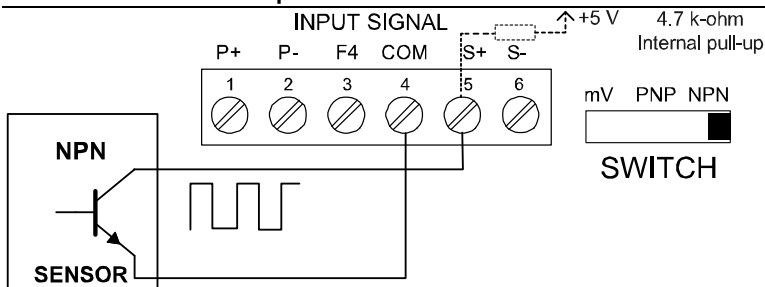 INPUT SIGNAL
+5 V
4.7 k-ohm
Internal pull-up
P+ P- F4 COM S+ S-
1 2 3 4 5 6
mV PNP NPN
SWITCH
NPN
SENSOR